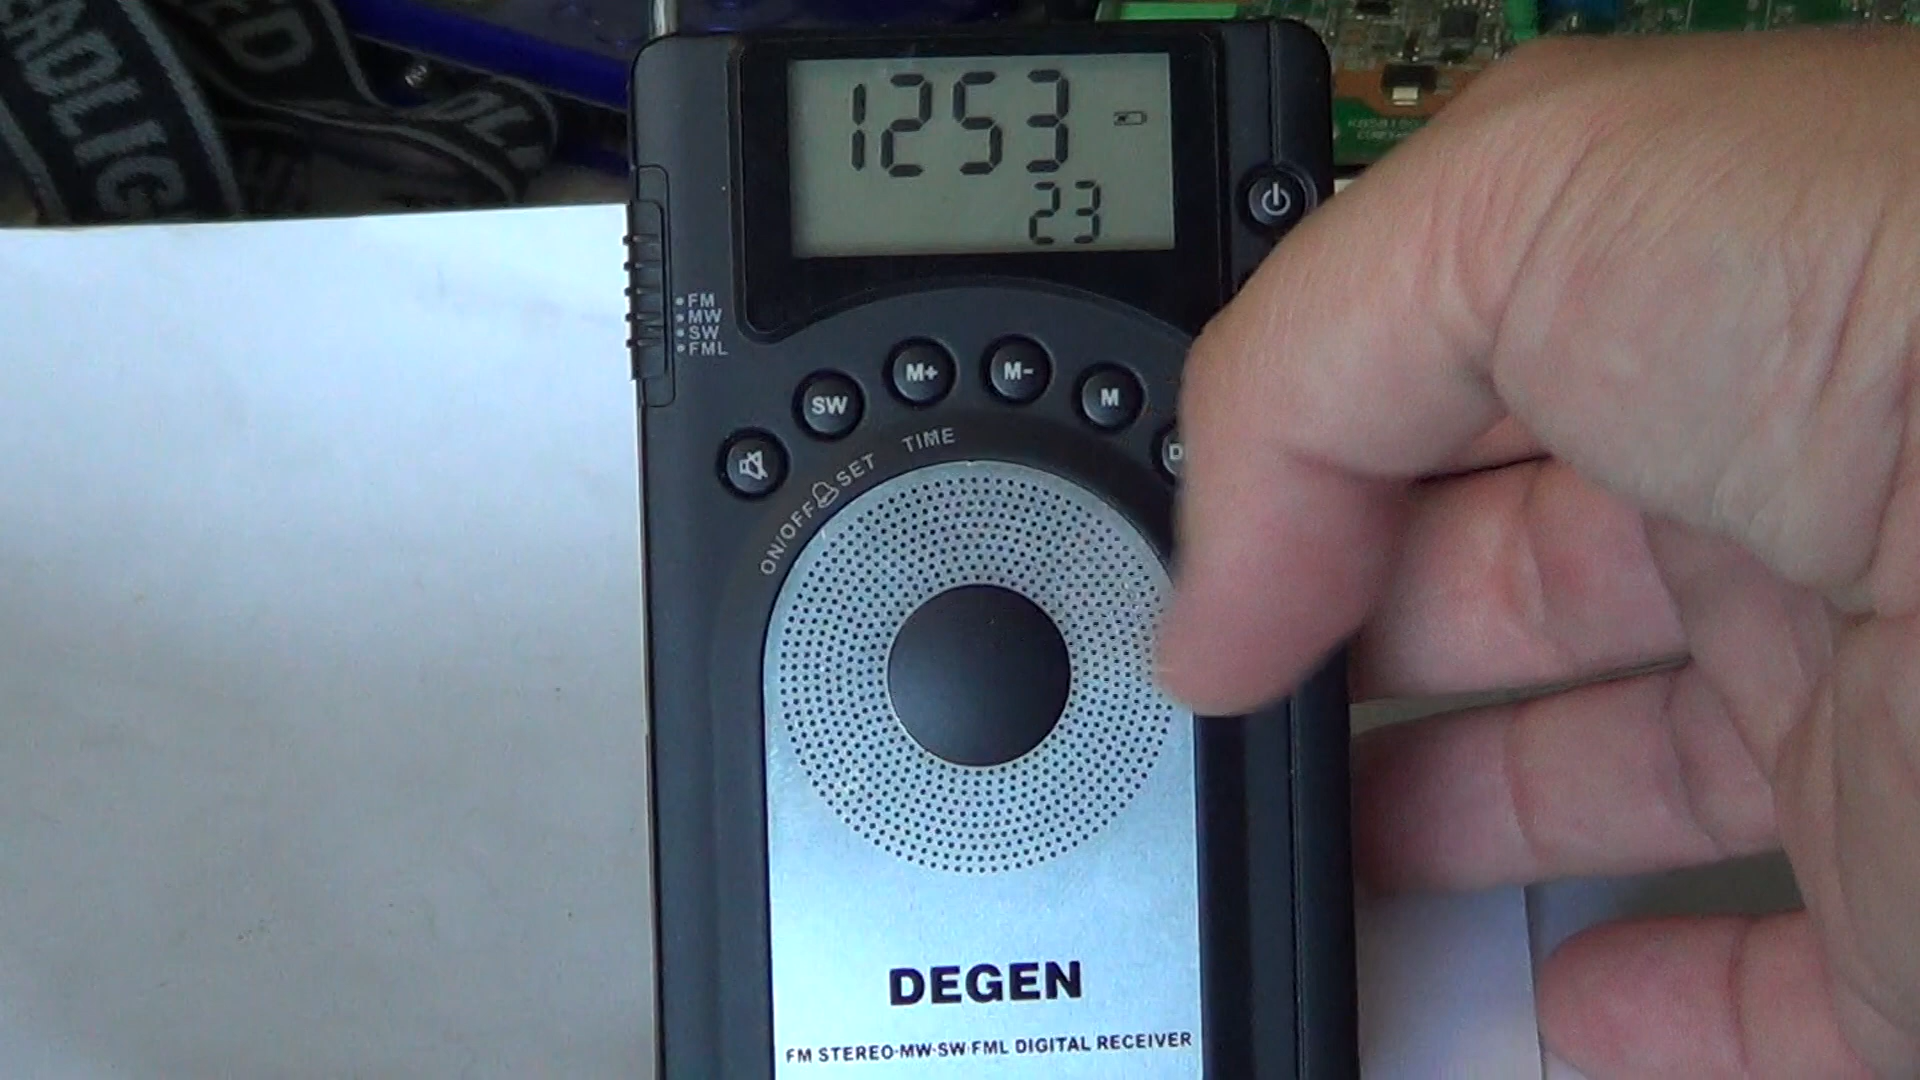 1253
23
FM
MW
SW
FML
SW
M+
M-
M
D
ON/OFF
SET
TIME
DEGEN
FM STEREO·MW·SW·FML DIGITAL RECEIVER